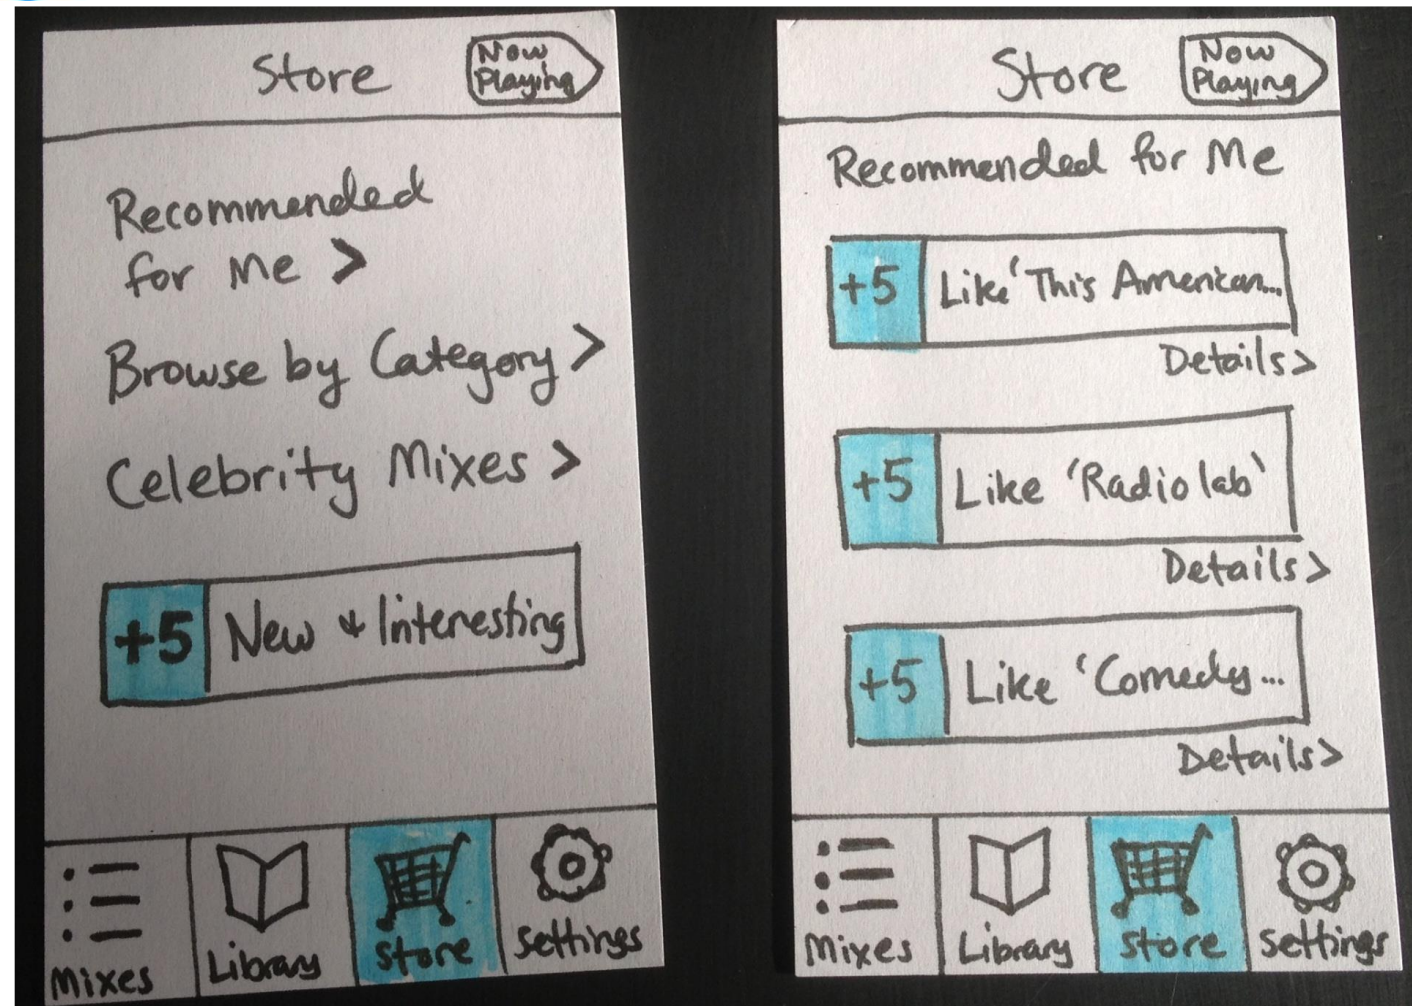 Store
Now
Playing
Recommended
for Me >
Browse by Category >
Celebrity Mixes >
+5 New & Interesting
Mixes
Library
Store
Settings
Store
Now
Playing
Recommended for Me
+5 Like 'This American...
Details >
+5 Like 'Radiolab'
Details >
+5 Like 'Comedy ...
Details >
Mixes
Library
Store
Settings